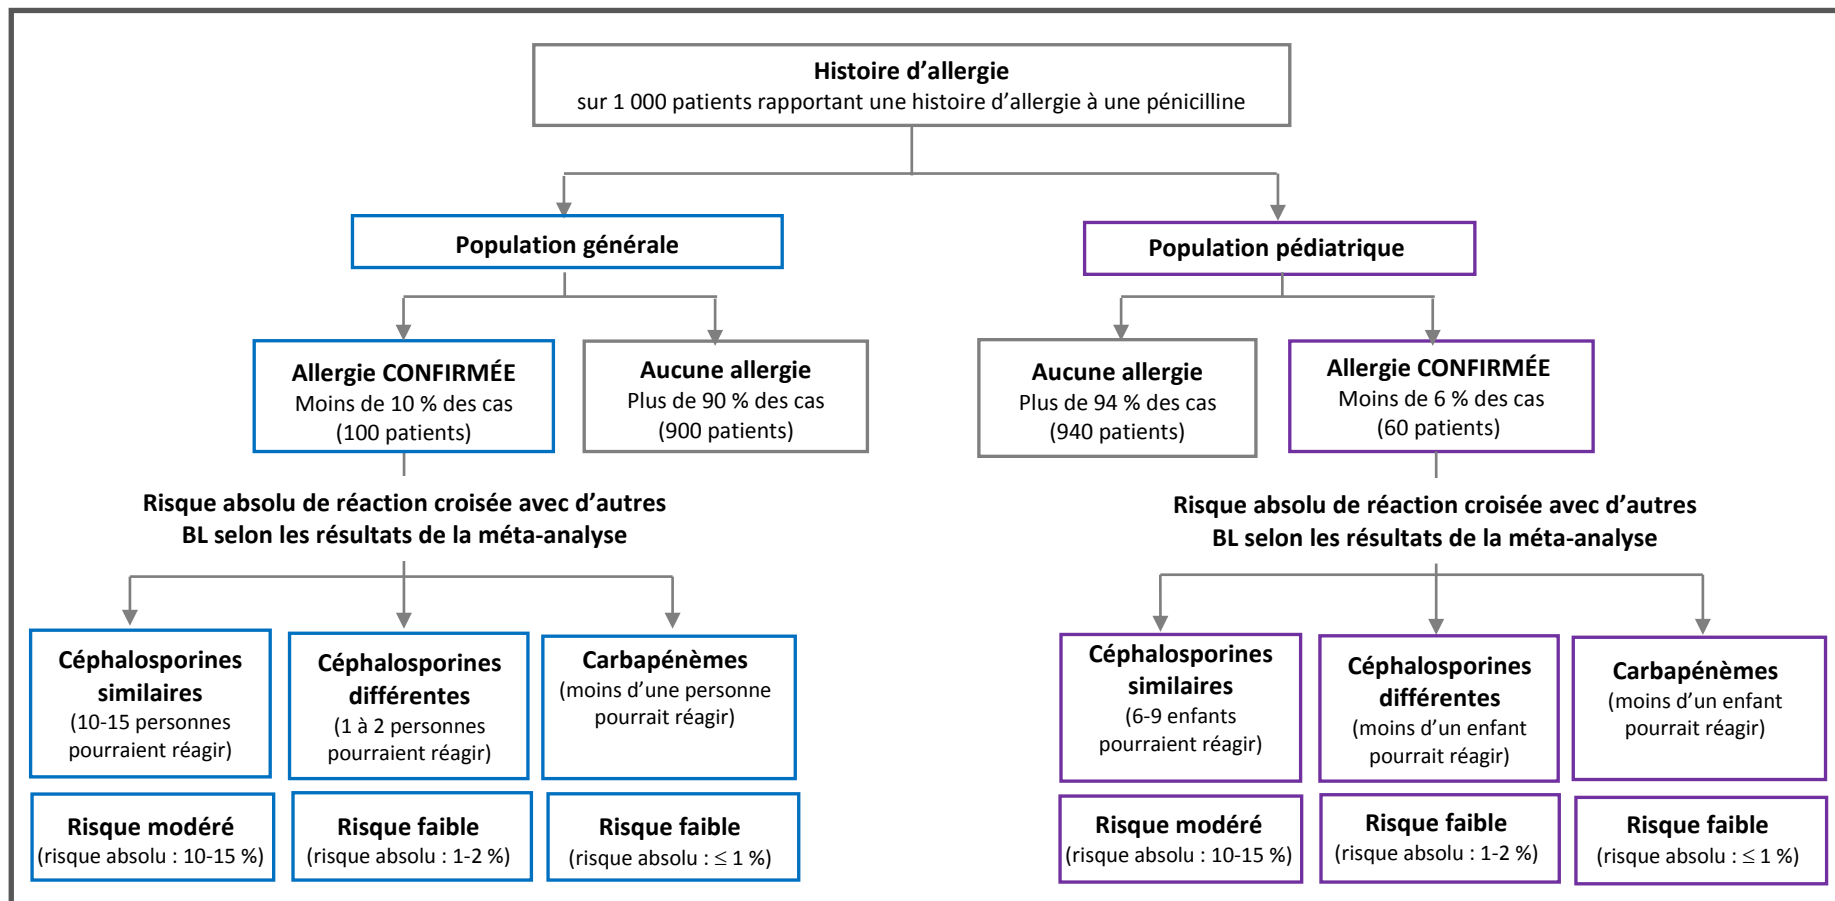 Histoire d’allergie
sur 1 000 patients rapportant une histoire d’allergie à une pénicilline
Population générale
Population pédiatrique
Allergie CONFIRMÉE
Moins de 10 % des cas
(100 patients)
Aucune allergie
Plus de 90 % des cas
(900 patients)
Aucune allergie
Plus de 94 % des cas
(940 patients)
Allergie CONFIRMÉE
Moins de 6 % des cas
(60 patients)
Risque absolu de réaction croisée avec d’autres
BL selon les résultats de la méta-analyse
Risque absolu de réaction croisée avec d’autres
BL selon les résultats de la méta-analyse
Céphalosporines
similaires
(10-15 personnes
pourraient réagir)
Céphalosporines
différentes
(1 à 2 personnes
pourraient réagir)
Carbapénèmes
(moins d’une personne
pourrait réagir)
Céphalosporines
similaires
(6-9 enfants
pourraient réagir)
Céphalosporines
différentes
(moins d’un enfant
pourrait réagir)
Carbapénèmes
(moins d’un enfant
pourrait réagir)
Risque modéré
(risque absolu : 10-15 %)
Risque faible
(risque absolu : 1-2 %)
Risque faible
(risque absolu : ≤ 1 %)
Risque modéré
(risque absolu : 10-15 %)
Risque faible
(risque absolu : 1-2 %)
Risque faible
(risque absolu : ≤ 1 %)